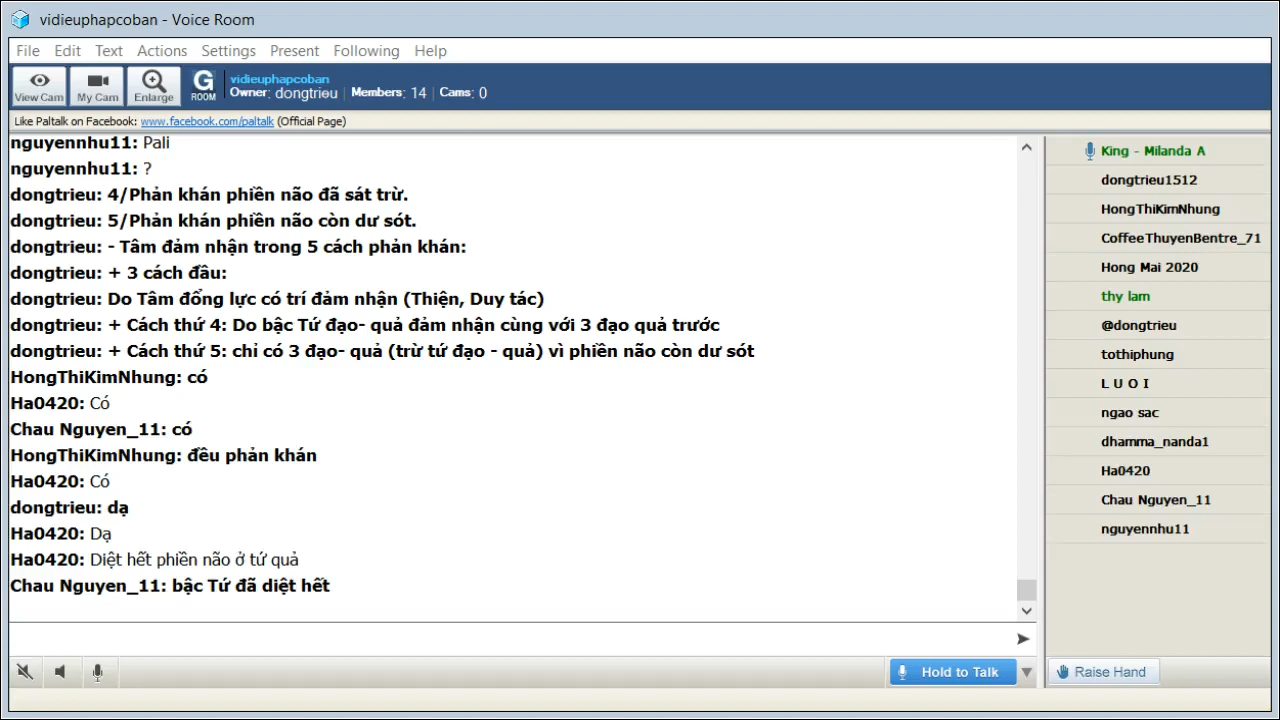 vidieuphapcoban - Voice Room
File Edit Text Actions Settings Present Following Help
View Cam My Cam Enlarge G ROOM vidieuphapcoban
Owner: dongtrieu | Members: 14 | Cams: 0
Like Paltalk on Facebook: www.facebook.com/paltalk (Official Page)
nguyennhu11: Pali
nguyennhu11: ?
dongtrieu: 4/Phản khán phiền não đã sát trừ.
dongtrieu: 5/Phản khán phiền não còn dư sót.
dongtrieu: - Tâm đảm nhận trong 5 cách phản khán:
dongtrieu: + 3 cách đầu:
dongtrieu: Do Tâm đổng lực có trí đảm nhận (Thiện, Duy tác)
dongtrieu: + Cách thứ 4: Do bậc Tứ đạo- quả đảm nhận cùng với 3 đạo quả trước
dongtrieu: + Cách thứ 5: chỉ có 3 đạo- quả (trừ tứ đạo - quả) vì phiền não còn dư sót
HongThiKimNhung: có
Ha0420: Có
Chau Nguyen_11: có
HongThiKimNhung: đều phản khán
Ha0420: Có
dongtrieu: dạ
Ha0420: Dạ
Ha0420: Diệt hết phiền não ở tứ quả
Chau Nguyen_11: bậc Tứ đã diệt hết
King - Milanda A
dongtrieu1512
HongThiKimNhung
CoffeeThuyenBentre_71
Hong Mai 2020
thy lam
@dongtrieu
tothiphung
L U O I
ngao sac
dhamma_nanda1
Ha0420
Chau Nguyen_11
nguyennhu11
Hold to Talk
Raise Hand